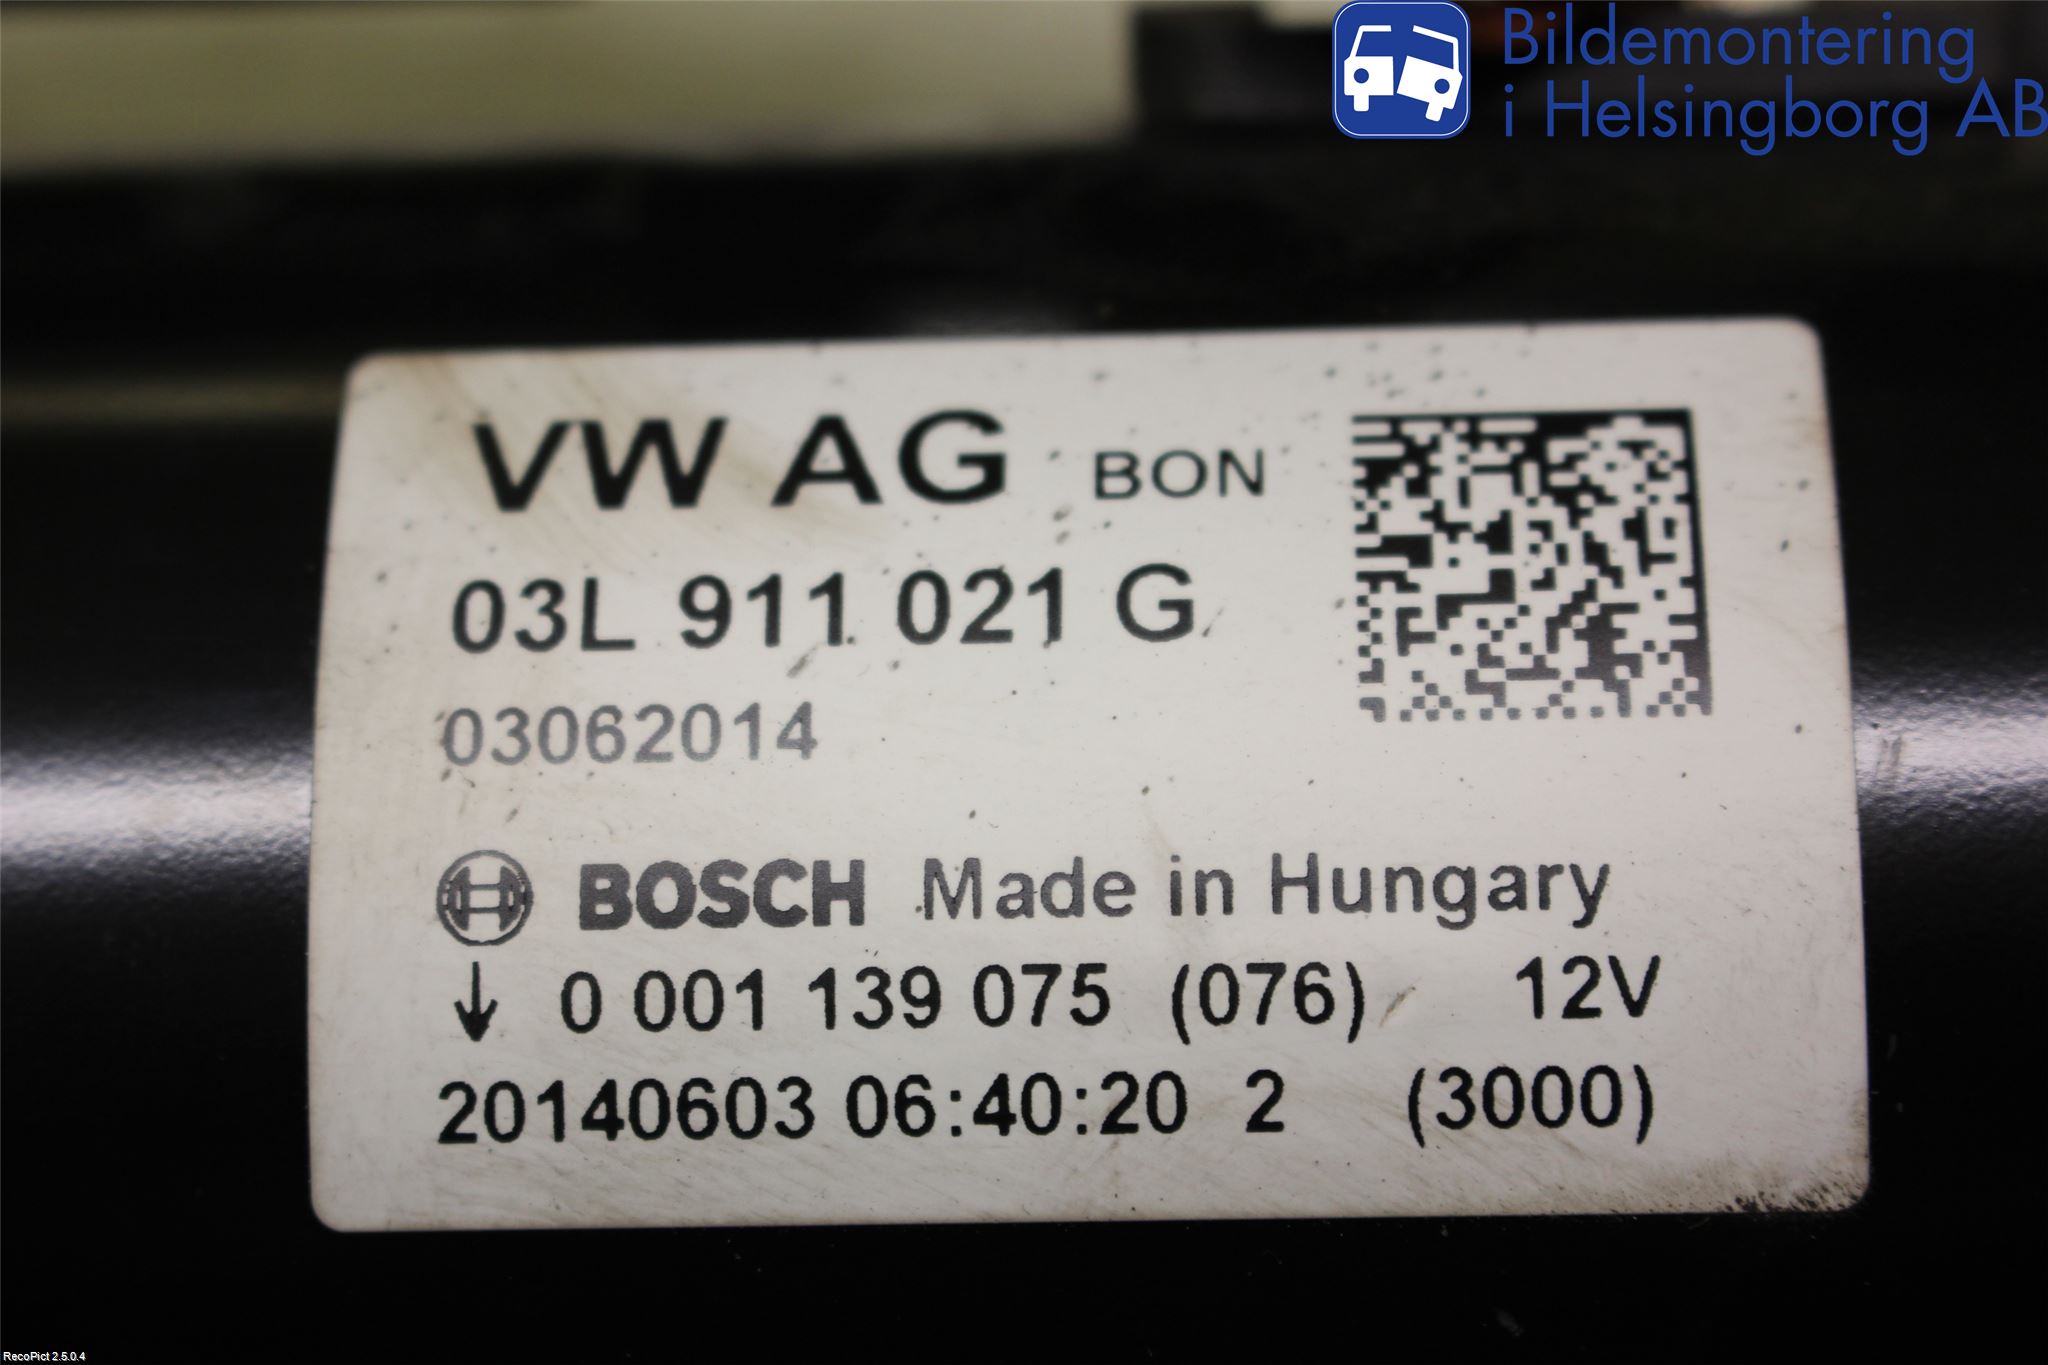 Bildemontering
i Helsingborg AB
VW AG BON
03L 911 021 G
03062014
BOSCH Made in Hungary
↓ 0 001 139 075 (076) 12V
20140603 06:40:20 2 (3000)
RecoPict 2.5.0.4